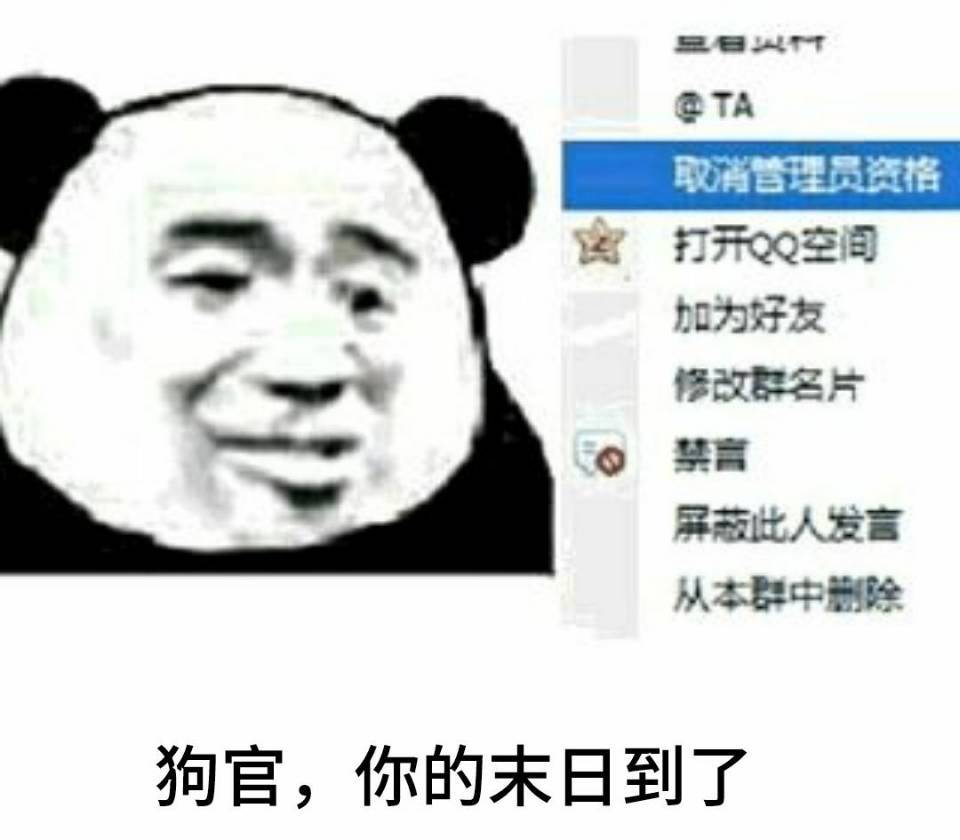 @ TA
取消管理员资格
打开QQ空间
加为好友
修改群名片
禁言
屏蔽此人发言
从本群中删除
狗官，你的末日到了